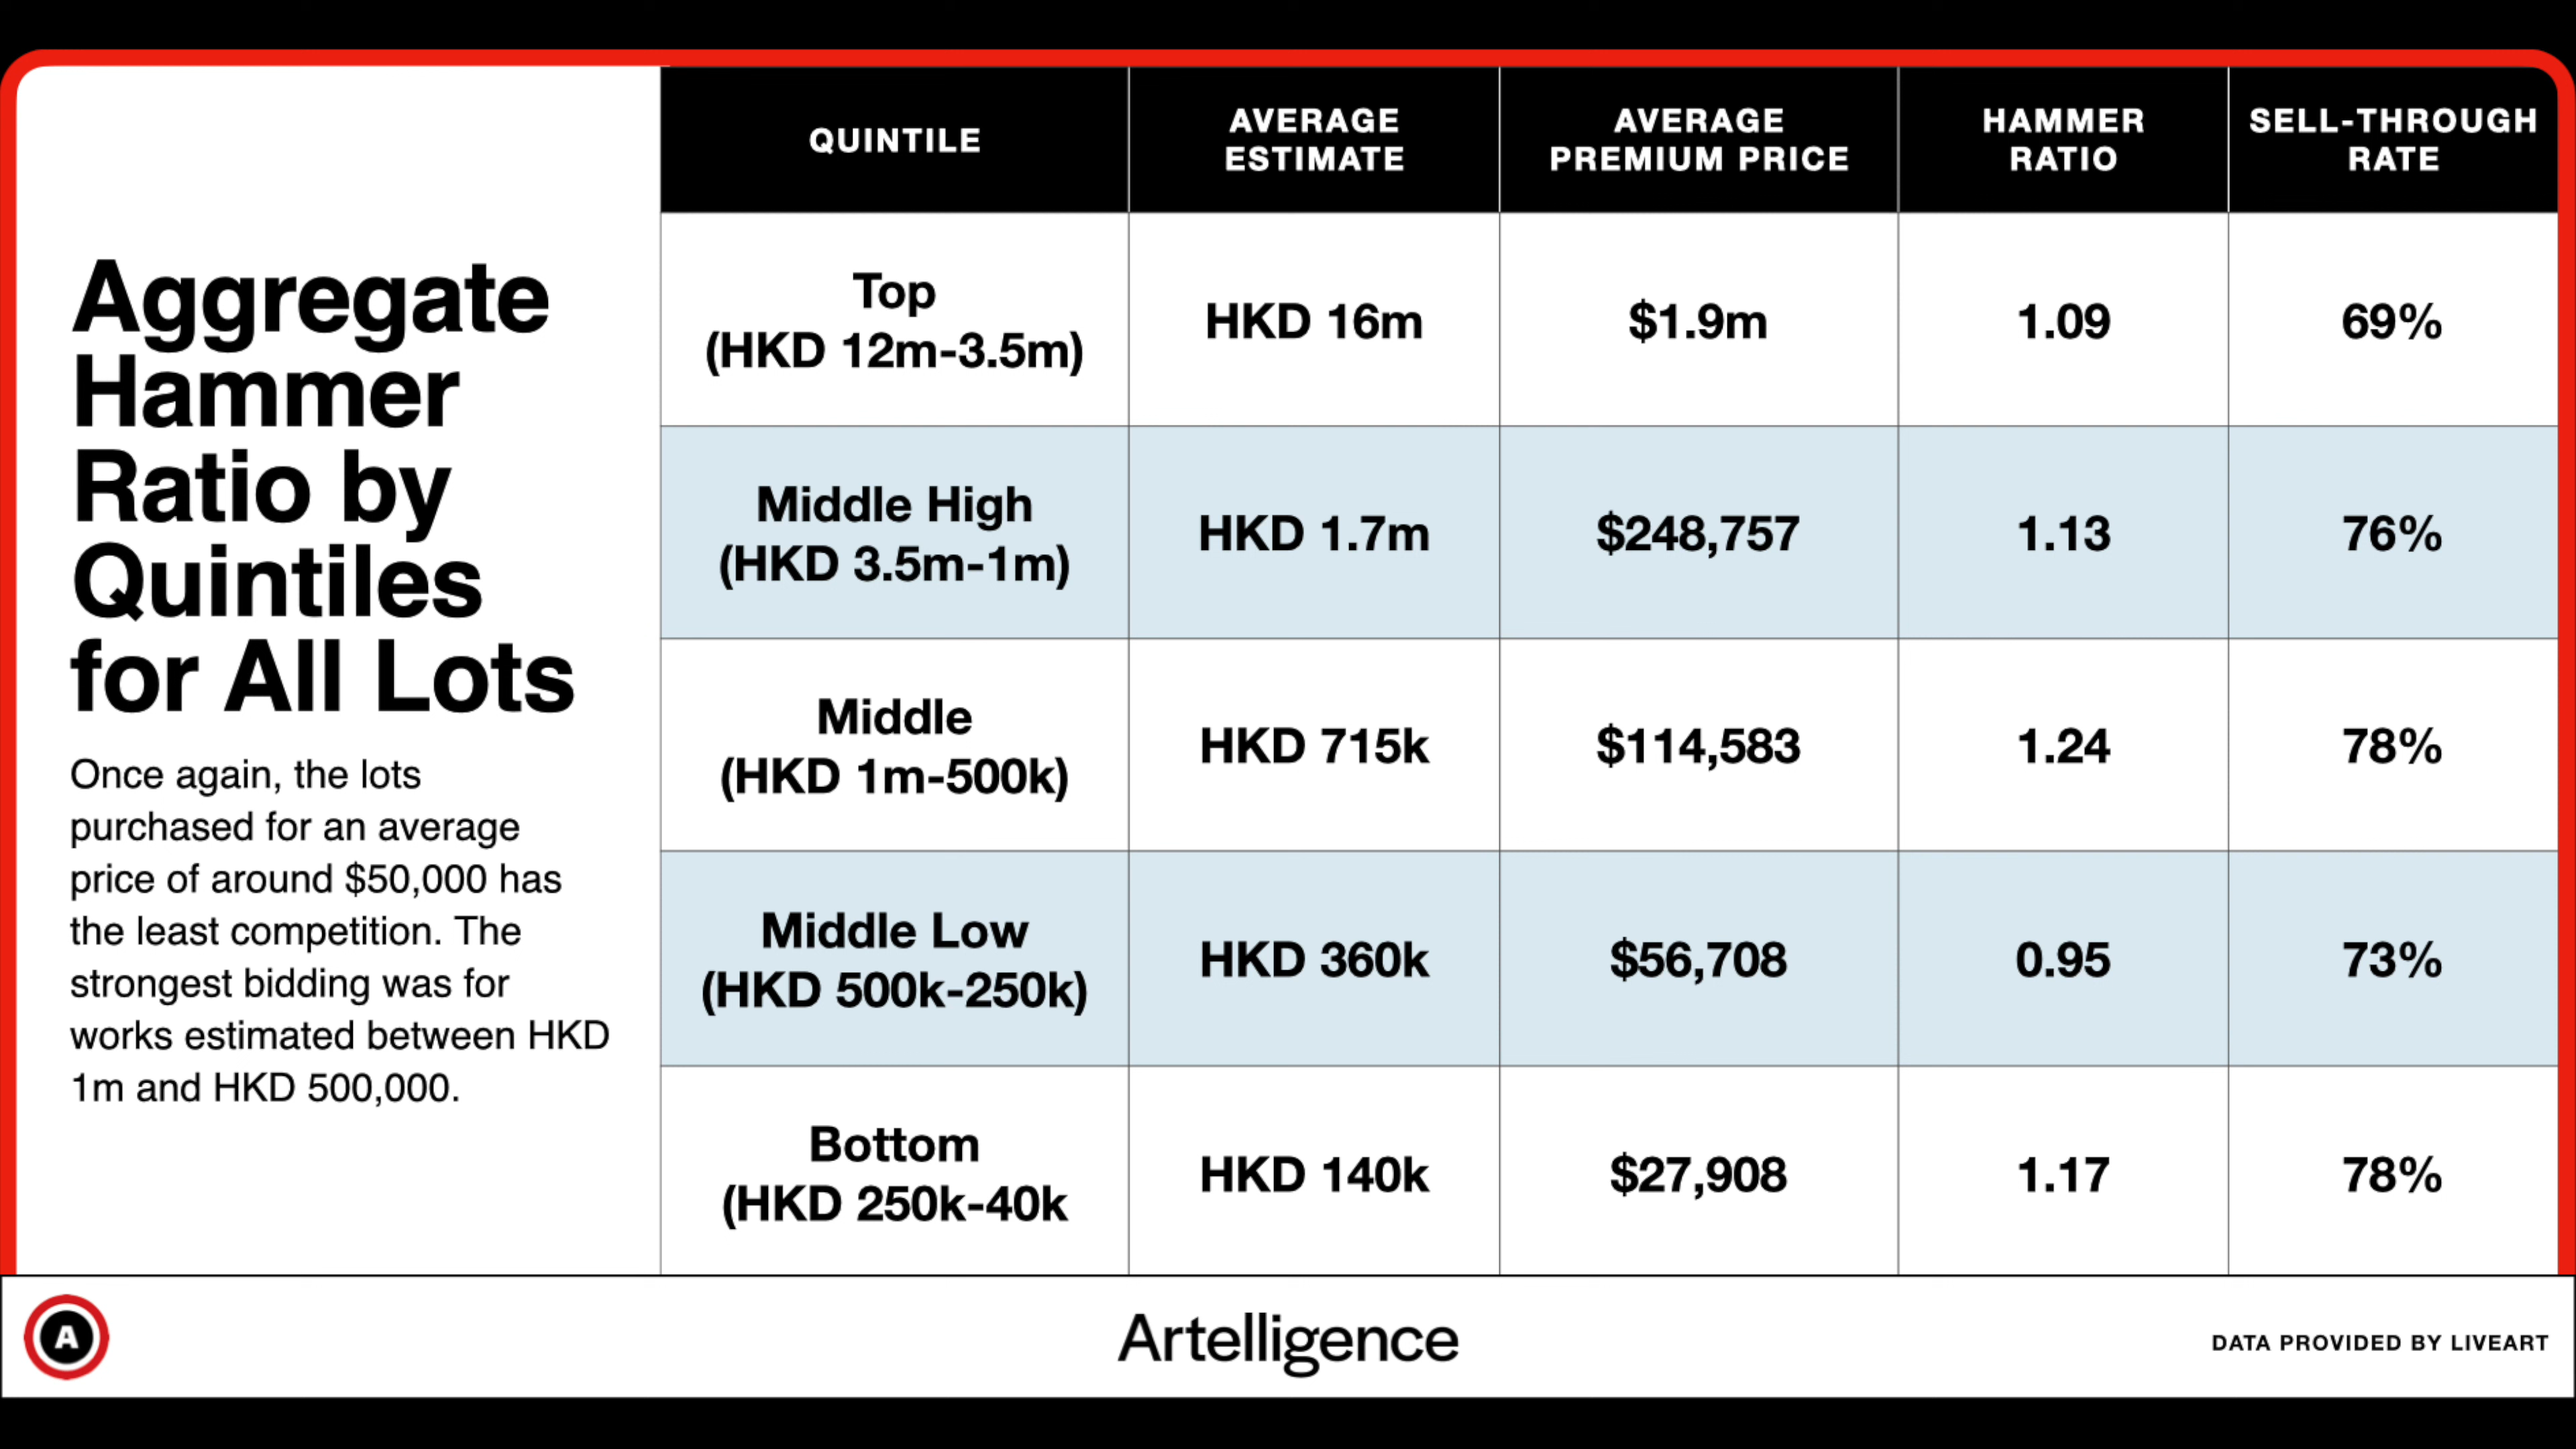 Aggregate
Hammer
Ratio by
Quintiles
for All Lots
Once again, the lots
purchased for an average
price of around $50,000 has
the least competition. The
strongest bidding was for
works estimated between HKD
1m and HKD 500,000.
QUINTILE
AVERAGE
ESTIMATE
AVERAGE
PREMIUM PRICE
HAMMER
RATIO
SELL-THROUGH
RATE
Top
(HKD 12m-3.5m)
HKD 16m
$1.9m
1.09
69%
Middle High
(HKD 3.5m-1m)
HKD 1.7m
$248,757
1.13
76%
Middle
(HKD 1m-500k)
HKD 715k
$114,583
1.24
78%
Middle Low
(HKD 500k-250k)
HKD 360k
$56,708
0.95
73%
Bottom
(HKD 250k-40k
HKD 140k
$27,908
1.17
78%
A
Artelligence
DATA PROVIDED BY LIVEART